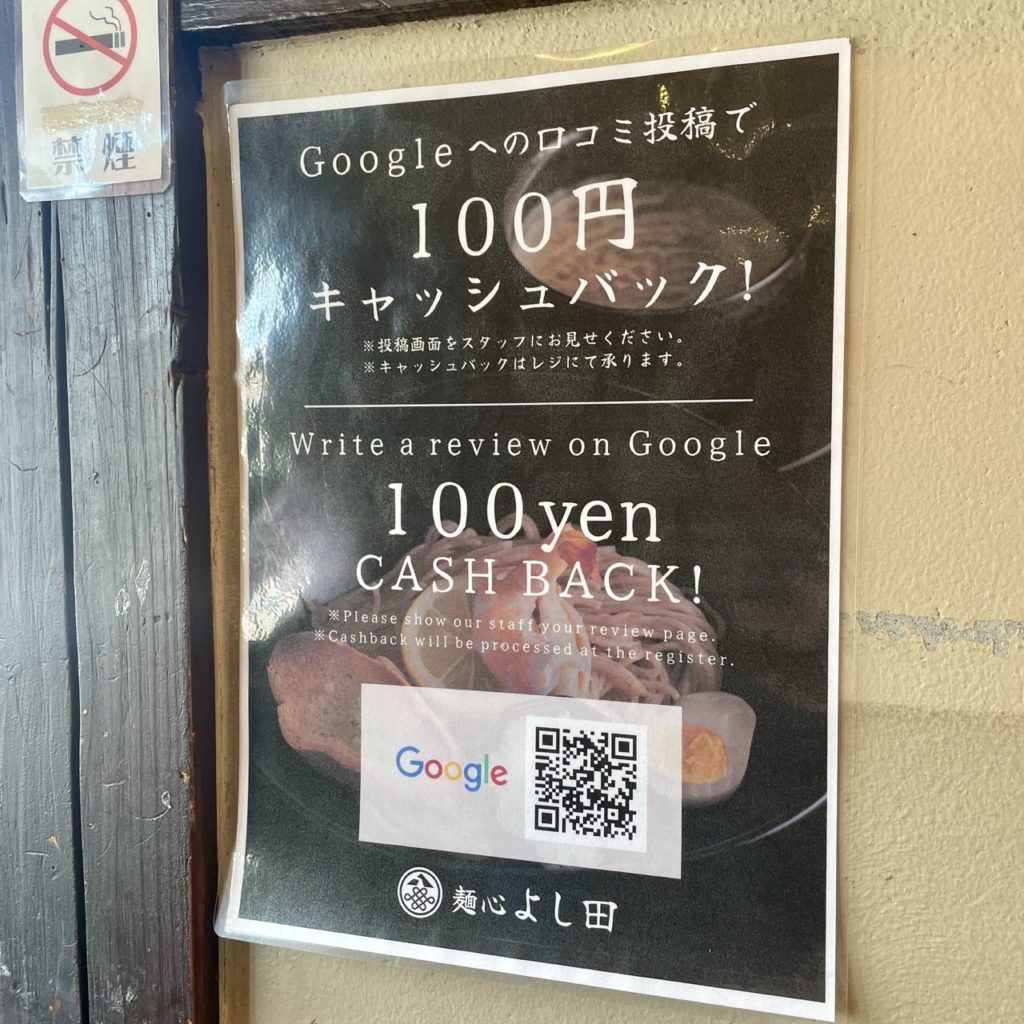 禁煙
Googleへの口コミ投稿で
100円
キャッシュバック!
※投稿画面をスタッフにお見せください。
※キャッシュバックはレジにて承ります。
Write a review on Google
100yen
CASH BACK!
※Please show our staff your review page.
※Cashback will be processed at the register.
Google
麺心よし田